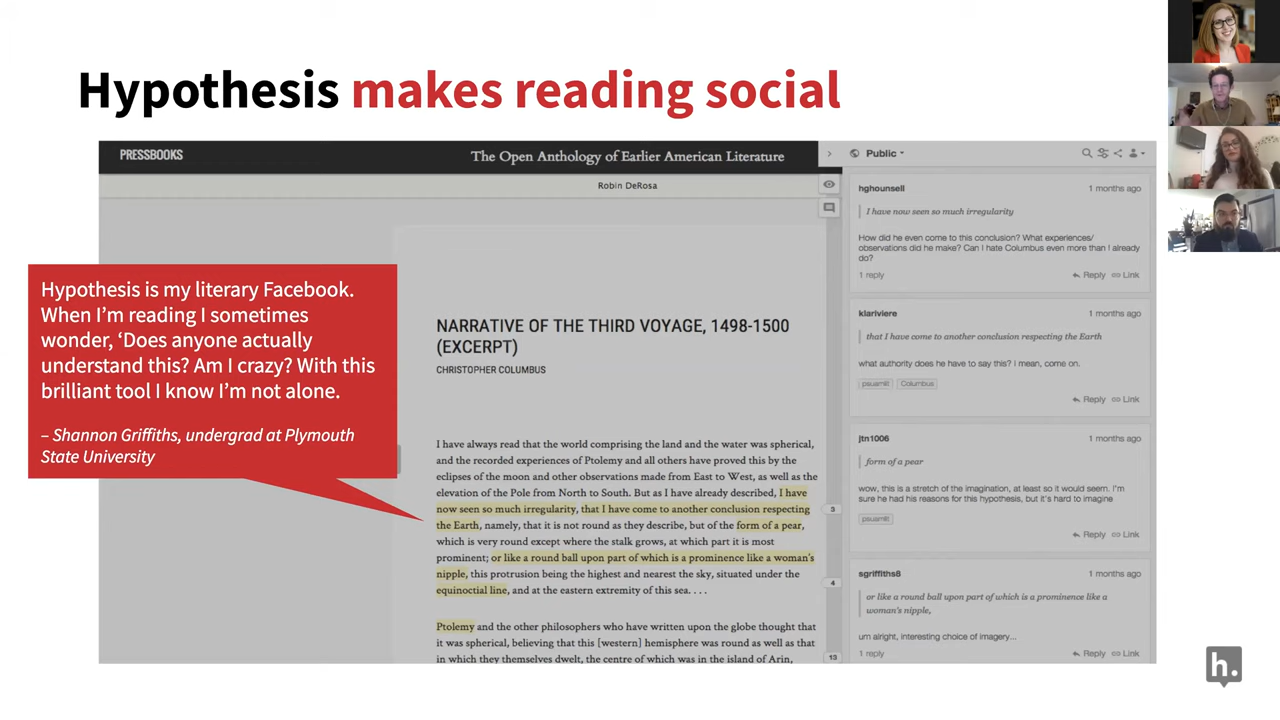 Hypothesis makes reading social
PRESSBOOKS
The Open Anthology of Earlier American Literature
Robin DeRosa
Hypothesis is my literary Facebook.
When I’m reading I sometimes
wonder, ‘Does anyone actually
understand this? Am I crazy? With this
brilliant tool I know I’m not alone.
– Shannon Griffiths, undergrad at Plymouth
State University
NARRATIVE OF THE THIRD VOYAGE, 1498-1500
(EXCERPT)
CHRISTOPHER COLUMBUS
I have always read that the world comprising the land and the water was spherical,
and the recorded experiences of Ptolemy and all others have proved this by the
eclipses of the moon and other observations made from East to West, as well as the
elevation of the Pole from North to South. But as I have already described, I have
now seen so much irregularity, that I have come to another conclusion respecting
the Earth, namely, that it is not round as they describe, but of the form of a pear,
which is very round except where the stalk grows, at which part it is most
prominent; or like a round ball upon part of which is a prominence like a woman’s
nipple, this protrusion being the highest and nearest the sky, situated under the
equinoctial line, and at the eastern extremity of this sea. . . .
Ptolemy and the other philosophers who have written upon the globe thought that
it was spherical, believing that this [western] hemisphere was round as well as that
in which they themselves dwelt, the centre of which was in the island of Arin,
3
4
13
Public
hghounsell 1 months ago
I have now seen so much irregularity
How did he even come to this conclusion? What experiences/
observations did he make? Can I hate Columbus even more than I already
do?
1 reply Reply Link
klariviere 1 months ago
that I have come to another conclusion respecting the Earth
what authority does he have to say this? i mean, come on.
psuamlit Columbus
Reply Link
jtn1006 1 months ago
form of a pear
wow, this is a stretch of the imagination, at least so it would seem. I'm
sure he had his reasons for this hypothesis, but it's hard to imagine
psuamlit
Reply Link
sgriffiths8 1 months ago
or like a round ball upon part of which is a prominence like a
woman's nipple,
um alright, interesting choice of imagery...
1 reply Reply Link
h.